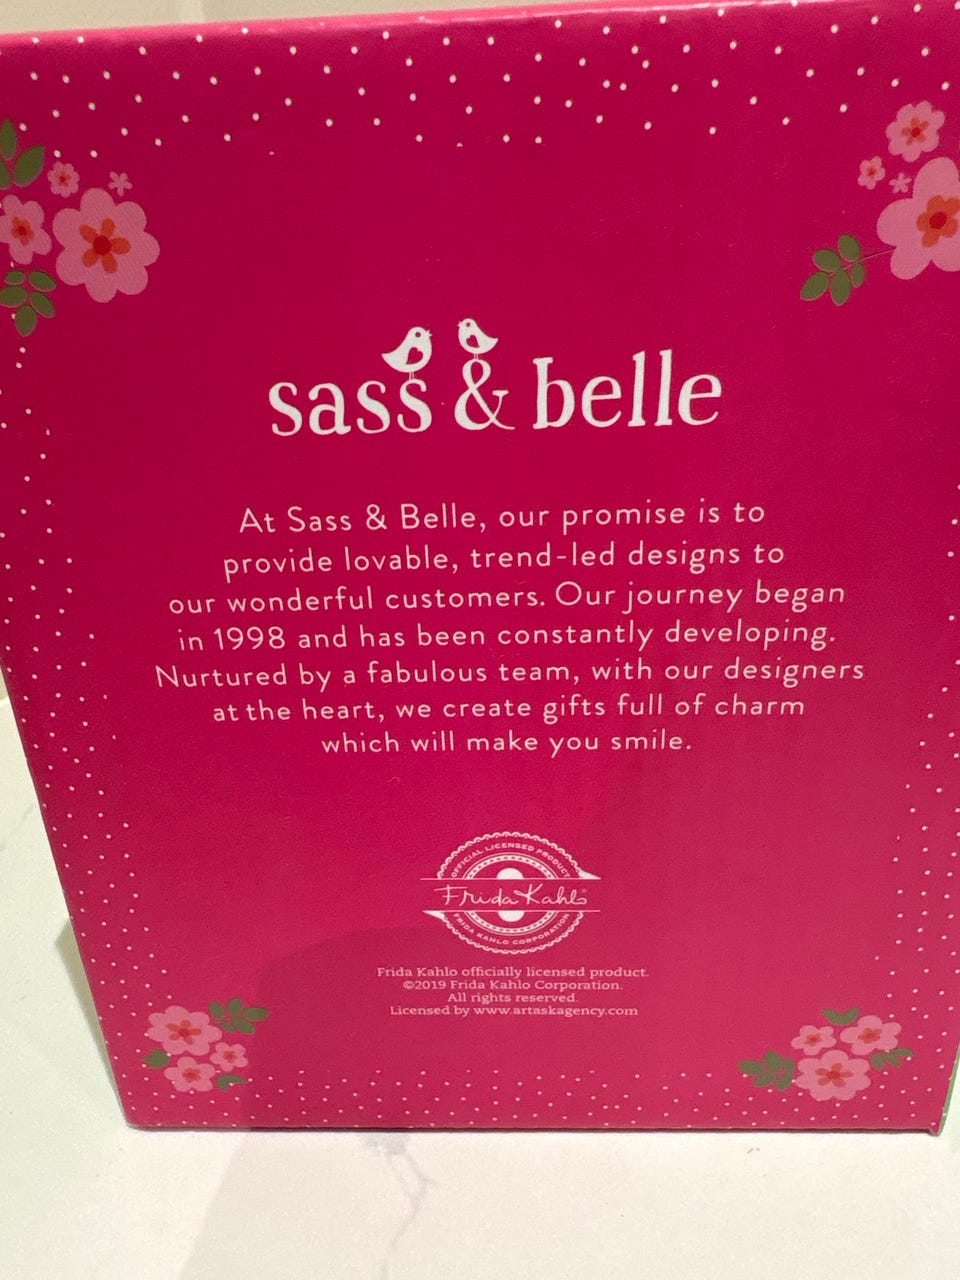 sass & belle
At Sass & Belle, our promise is to
provide lovable, trend-led designs to
our wonderful customers. Our journey began
in 1998 and has been constantly developing.
Nurtured by a fabulous team, with our designers
at the heart, we create gifts full of charm
which will make you smile.
OFFICIAL LICENSED PRODUCT
Frida Kahlo®
FRIDA KAHLO CORPORATION
Frida Kahlo officially licensed product.
©2019 Frida Kahlo Corporation.
All rights reserved.
Licensed by www.artaskagency.com